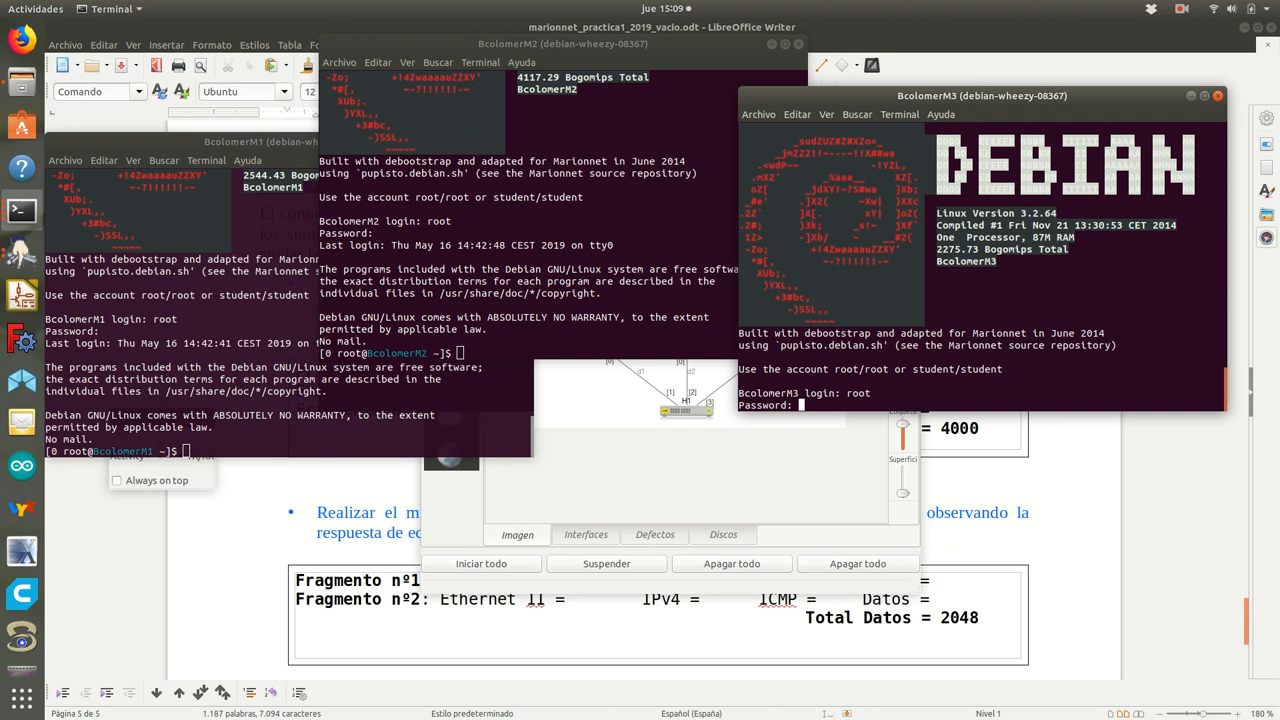 Actividades
Terminal
jue 15:09
marionnet_practica1_2019_vacio.odt - LibreOffice Writer
Archivo Editar Ver Insertar Formato Estilos Tabla
Comando
Ubuntu
12
BcolomerM2 (debian-wheezy-08367)
Archivo Editar Ver Buscar Terminal Ayuda
4117.29 Bogomips Total
BcolomerM2
Built with debootstrap and adapted for Marionnet in June 2014
using `pupisto.debian.sh' (see the Marionnet source repository)
Use the account root/root or student/student
BcolomerM2 login: root
Password:
Last login: Thu May 16 14:42:48 CEST 2019 on tty0
The programs included with the Debian GNU/Linux system are free softwa
the exact distribution terms for each program are described in the
individual files in /usr/share/doc/*/copyright.
Debian GNU/Linux comes with ABSOLUTELY NO WARRANTY, to the extent
permitted by applicable law.
No mail.
[0 root@BcolomerM2 ~]$
BcolomerM1 (debian-wh
Archivo Editar Ver Buscar Terminal Ayuda
2544.43 Bogom
BcolomerM1
Built with debootstrap and adapted for Marionn
using `pupisto.debian.sh' (see the Marionnet s
Use the account root/root or student/student
BcolomerM1 login: root
Password:
Last login: Thu May 16 14:42:41 CEST 2019 on t
The programs included with the Debian GNU/Linux system are free software;
the exact distribution terms for each program are described in the
individual files in /usr/share/doc/*/copyright.
Debian GNU/Linux comes with ABSOLUTELY NO WARRANTY, to the extent
permitted by applicable law.
No mail.
[0 root@BcolomerM1 ~]$
BcolomerM3 (debian-wheezy-08367)
Archivo Editar Ver Buscar Terminal Ayuda
DEBIAN
Linux Version 3.2.64
Compiled #1 Fri Nov 21 13:30:53 CET 2014
One Processor, 87M RAM
2275.73 Bogomips Total
BcolomerM3
Built with debootstrap and adapted for Marionnet in June 2014
using `pupisto.debian.sh' (see the Marionnet source repository)
Use the account root/root or student/student
BcolomerM3 login: root
Password:
[0] [0]
d1 d2
[1] [2] [3]
H1
Superfici
Always on top
Imagen Interfaces Defectos Discos
Iniciar todo Suspender Apagar todo Apagar todo
= 4000
• Realizar el m
observando la
respuesta de ec
Fragmento nº1
=
Fragmento nº2: Ethernet II = IPv4 = ICMP = Datos =
Total Datos = 2048
Página 5 de 5
1.187 palabras, 7.094 caracteres
Estilo predeterminado
Español (España)
Nivel 1
180 %